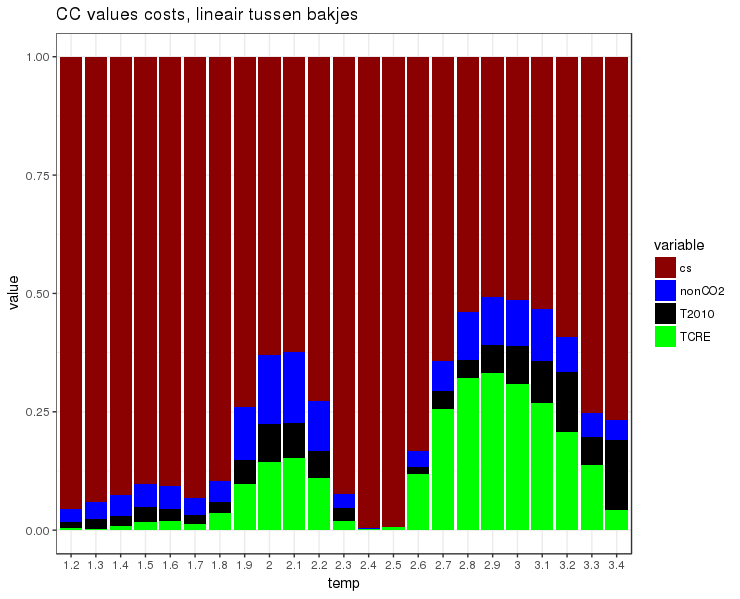 CC values costs, lineair tussen bakjes
1.00
0.75
0.50
0.25
0.00
value
1.2 1.3 1.4 1.5 1.6 1.7 1.8 1.9 2 2.1 2.2 2.3 2.4 2.5 2.6 2.7 2.8 2.9 3 3.1 3.2 3.3 3.4
temp
variable
cs
nonCO2
T2010
TCRE